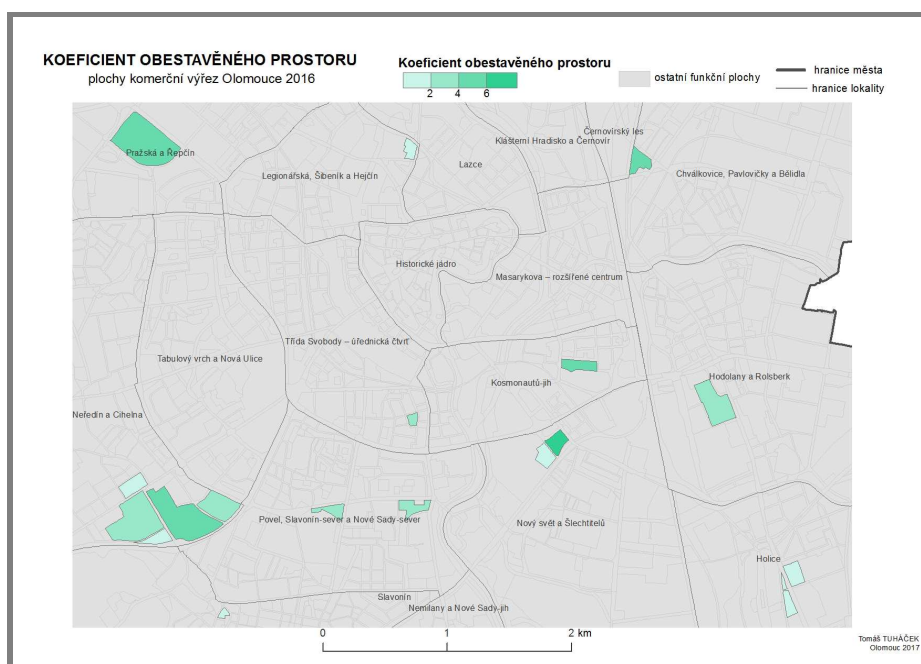 KOEFICIENT OBESTAVĚNÉHO PROSTORU
plochy komerční výřez Olomouce 2016
Koeficient obestavěného prostoru
2 4 6
ostatní funkční plochy
hranice města
hranice lokality
Černovírský les
Klášterní Hradisko a Černovír
Pražská a Řepčín
Lazce
Legionářská, Šibeník a Hejčín
Chválkovice, Pavlovičky a Bělidla
Historické jádro
Masarykova – rozšířené centrum
Třída Svobody – úřednická čtvrt
Tabulový vrch a Nová Ulice
Kosmonautů-jih
Hodolany a Rolsberk
Neředín a Cihelna
Povel, Slavonín-sever a Nové Sady-sever
Nový svět a Šlechtitelů
Holice
Slavonín
Nemilany a Nové Sady-jih
0 1 2 km
Tomáš TUHÁČEK
Olomouc 2017